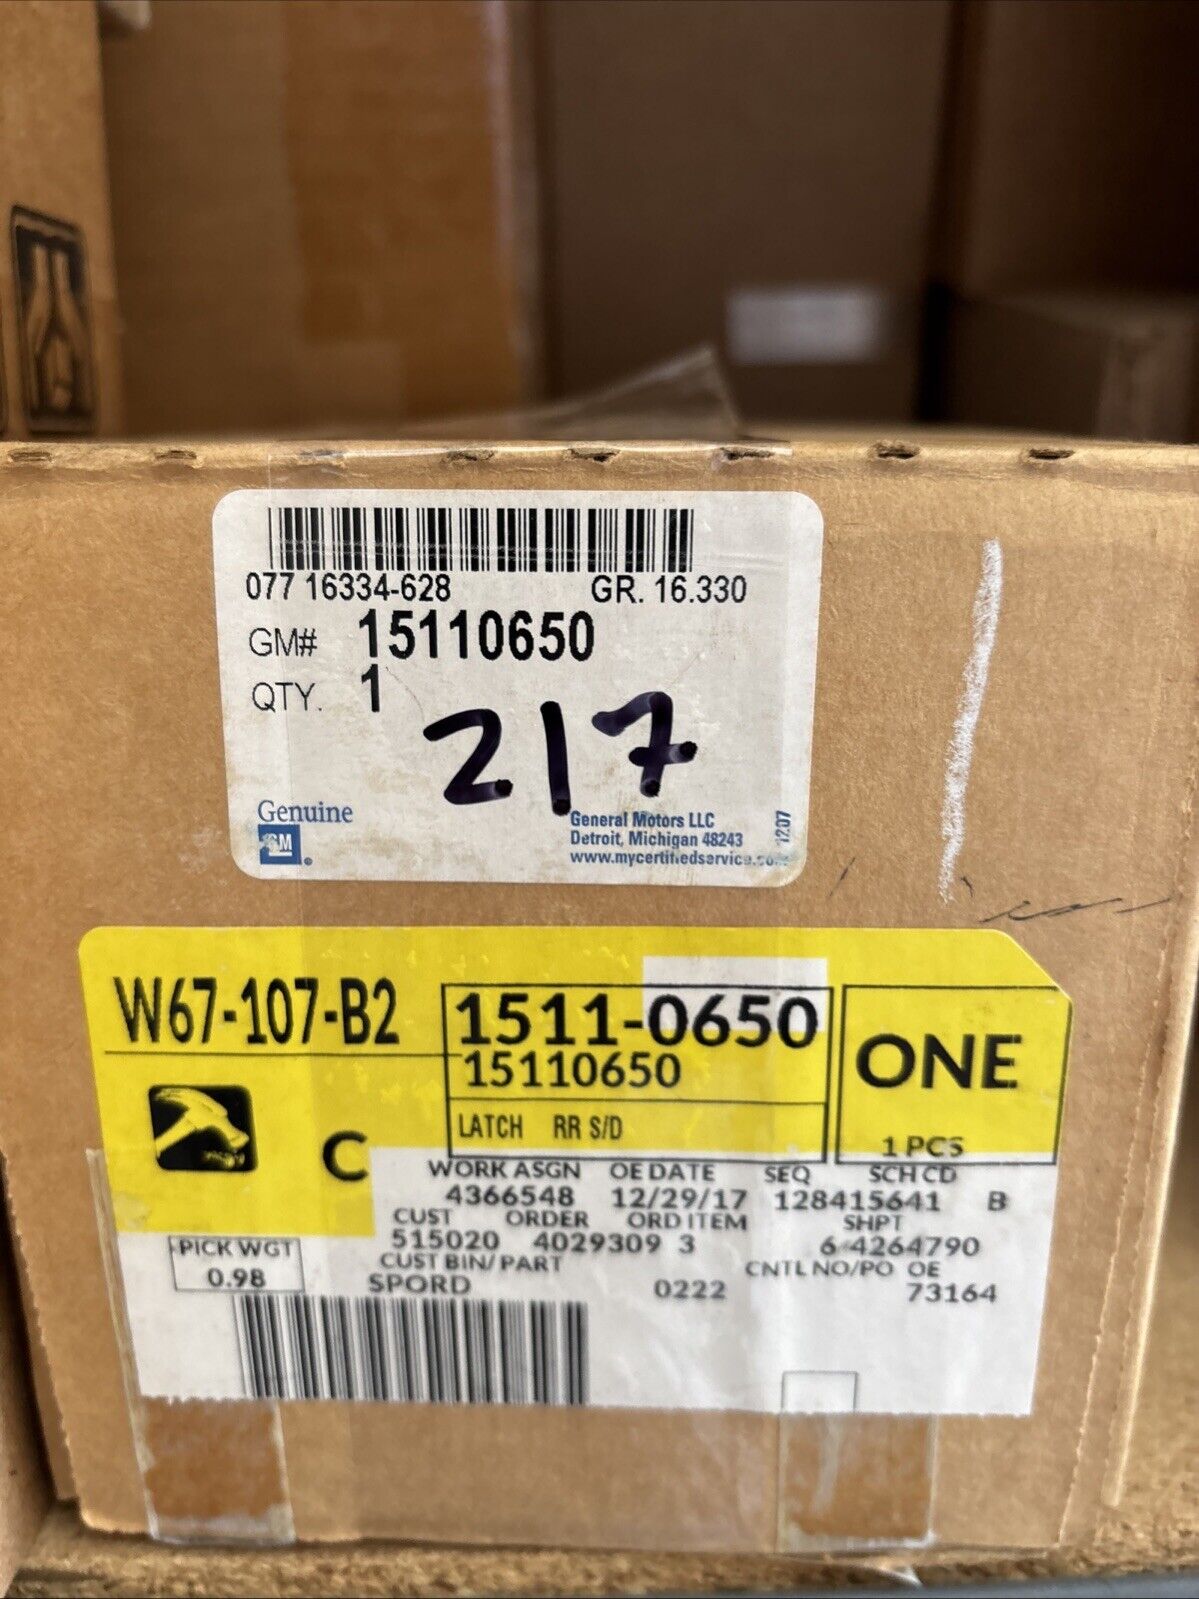 077 16334-628 GR. 16.330
GM# 15110650
QTY. 1
217
Genuine
GM
General Motors LLC
Detroit, Michigan 48243
www.mycertifiedservice.com
1207
W67-107-B2
1511-0650
15110650
ONE
LATCH RR S/D
C
1 PCS
WORK ASGN OE DATE SEQ SCH CD
4366548 12/29/17 128415641 B
CUST ORDER ORD ITEM SHPT
515020 4029309 3 6 4264790
PICK WGT
0.98
CUST BIN/PART CNTL NO/PO OE
SPORD 0222 73164